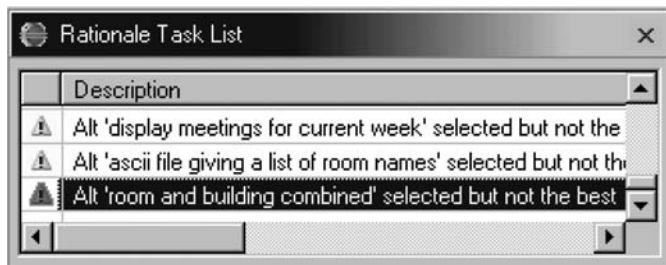 Rationale Task List
Description
Alt 'display meetings for current week' selected but not the
Alt 'ascii file giving a list of room names' selected but not
Alt 'room and building combined' selected but not the best